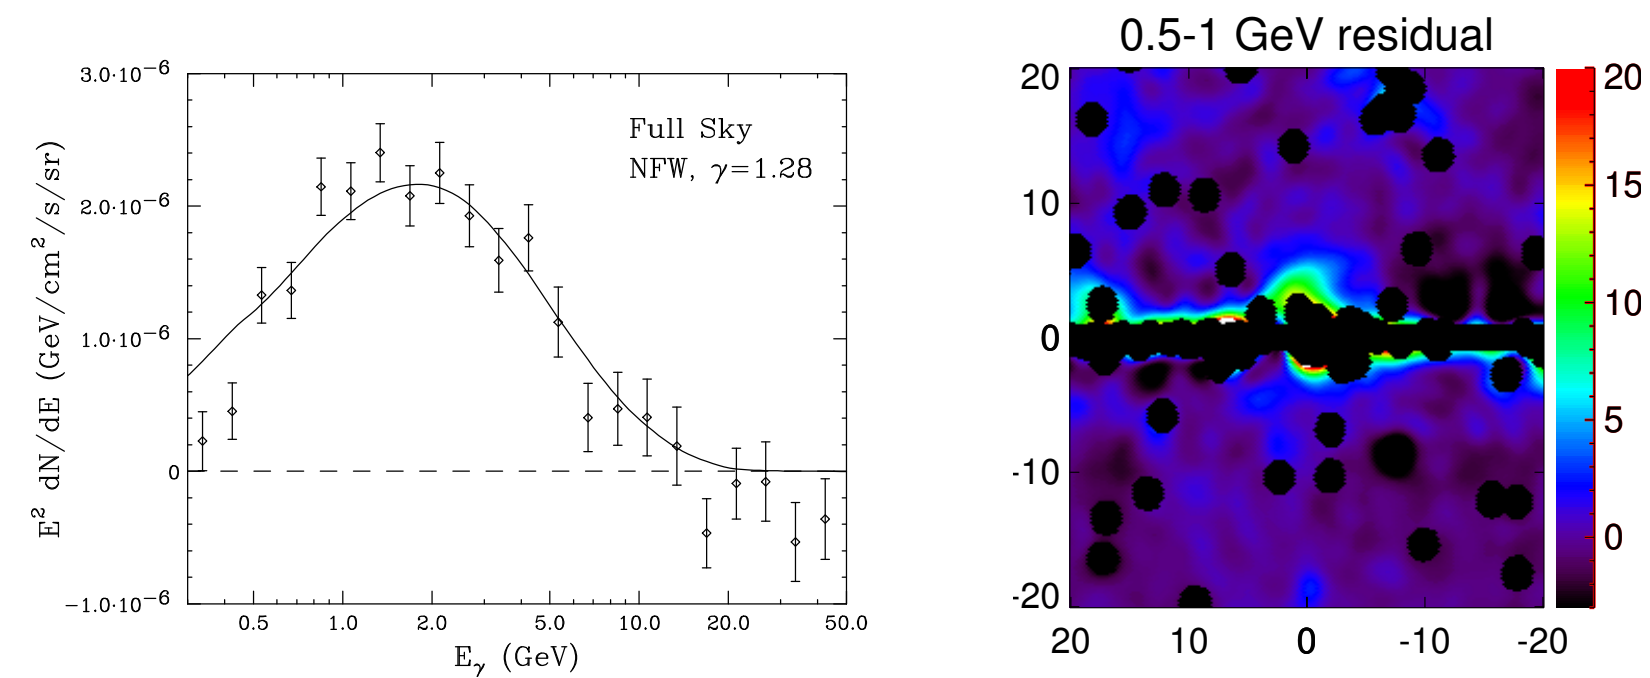 3.0·10⁻⁶
2.0·10⁻⁶
1.0·10⁻⁶
0
−1.0·10⁻⁶
E² dN/dE (GeV/cm²/s/sr)
Full Sky
NFW, γ=1.28
0.5 1.0 2.0 5.0 10.0 20.0 50.0
Eᵧ (GeV)
0.5-1 GeV residual
20
10
0
-10
-20
20 10 0 -10 -20
20
15
10
5
0